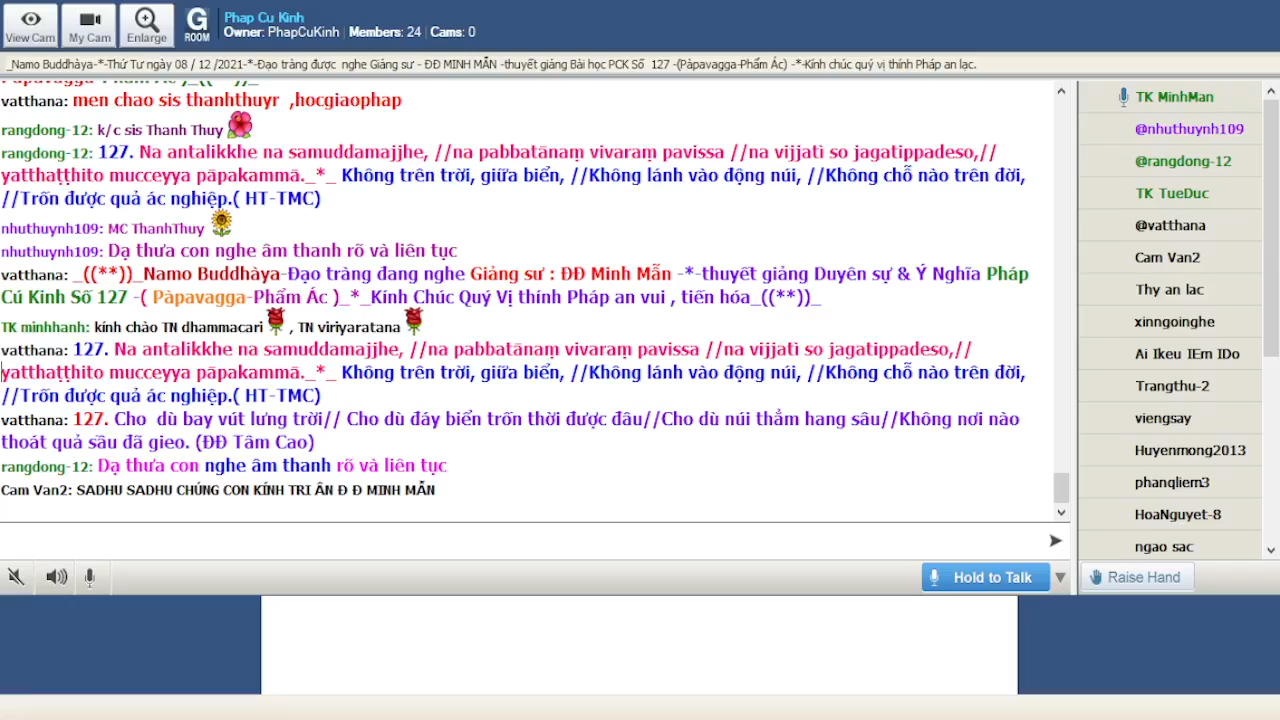 View Cam
My Cam
Enlarge
G
ROOM
Phap Cu Kinh
Owner: PhapCuKinh | Members: 24 | Cams: 0
_Namo Buddhàya-*-Thứ Tư ngày 08 / 12 /2021-*-Đạo tràng được nghe Giảng sư - ĐĐ MINH MẪN -thuyết giảng Bài học PCK Số 127 -(Pàpavagga-Phẩm Ác) -*-Kính chúc quý vị thính Pháp an lạc.
vatthana: men chao sis thanhthuyr ,hocgiaophap
rangdong-12: k/c sis Thanh Thuy
rangdong-12: 127. Na antalikkhe na samuddamajjhe, //na pabbatānaṃ vivaraṃ pavissa //na vijjatì so jagatippadeso,//
yatthaṭṭhito mucceyya pāpakammā._*_ Không trên trời, giữa biển, //Không lánh vào động núi, //Không chỗ nào trên đời,
//Trốn được quả ác nghiệp.( HT-TMC)
nhuthuynh109: MC ThanhThuy
nhuthuynh109: Dạ thưa con nghe âm thanh rõ và liên tục
vatthana: _((**))_Namo Buddhàya-Đạo tràng đang nghe Giảng sư : ĐĐ Minh Mẫn -*-thuyết giảng Duyên sự & Ý Nghĩa Pháp
Cú Kinh Số 127 -( Pàpavagga-Phẩm Ác )_*_Kính Chúc Quý Vị thính Pháp an vui , tiến hóa_((**))_
TK minhhanh: kính chào TN dhammacari , TN viriyaratana
vatthana: 127. Na antalikkhe na samuddamajjhe, //na pabbatānaṃ vivaraṃ pavissa //na vijjatì so jagatippadeso,//
yatthaṭṭhito mucceyya pāpakammā._*_ Không trên trời, giữa biển, //Không lánh vào động núi, //Không chỗ nào trên đời,
//Trốn được quả ác nghiệp.( HT-TMC)
vatthana: 127. Cho dù bay vút lưng trời// Cho dù đáy biển trốn thời được đâu//Cho dù núi thẳm hang sâu//Không nơi nào
thoát quả sầu đã gieo. (ĐĐ Tâm Cao)
rangdong-12: Dạ thưa con nghe âm thanh rõ và liên tục
Cam Van2: SADHU SADHU CHÚNG CON KÍNH TRI ÂN Đ Đ MINH MẪN
TK MinhMan
@nhuthuynh109
@rangdong-12
TK TueDuc
@vatthana
Cam Van2
Thy an lac
xinngoinghe
Ai Ikeu IEm IDo
Trangthu-2
viengsay
Huyenmong2013
phanqliem3
HoaNguyet-8
ngao sac
Hold to Talk
Raise Hand